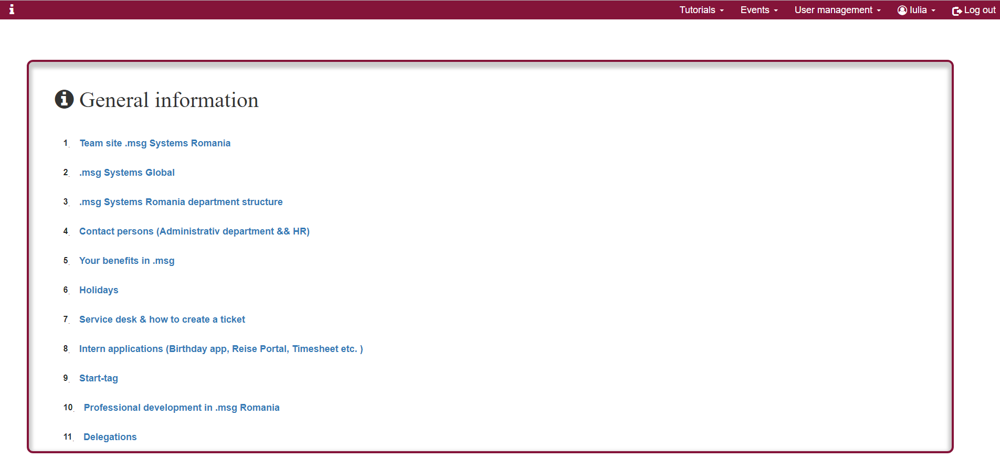 Tutorials Events User management Iulia Log out
General information
1. Team site .msg Systems Romania
2. .msg Systems Global
3. .msg Systems Romania department structure
4. Contact persons (Administrativ department && HR)
5. Your benefits in .msg
6. Holidays
7. Service desk & how to create a ticket
8. Intern applications (Birthday app, Reise Portal, Timesheet etc. )
9. Start-tag
10. Professional development in .msg Romania
11. Delegations